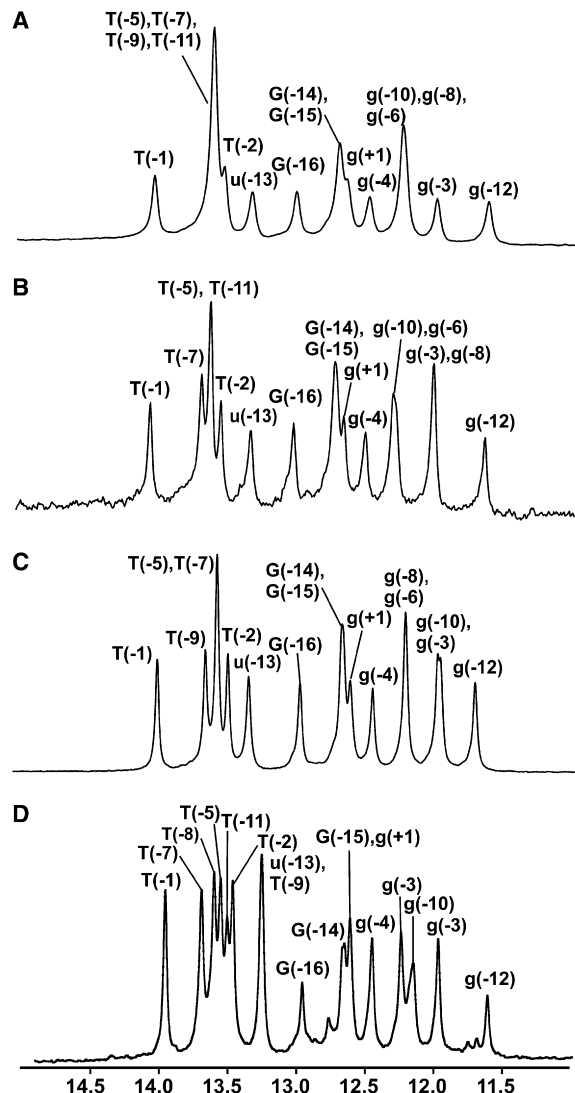 A
T(-5),T(-7),
T(-9),T(-11)
T(-1)
T(-2)
u(-13)
G(-16)
G(-14),
G(-15)
g(+1)
g(-4)
g(-10),g(-8),
g(-6)
g(-3)
g(-12)
B
T(-5), T(-11)
T(-7)
T(-1)
T(-2)
u(-13)
G(-16)
G(-14),
G(-15)
g(+1)
g(-4)
g(-10),g(-6)
g(-3),g(-8)
g(-12)
C
T(-5),T(-7)
T(-9)
T(-1)
T(-2)
u(-13)
G(-16)
G(-14),
G(-15)
g(+1)
g(-4)
g(-8),
g(-6)
g(-10),
g(-3)
g(-12)
D
T(-5)
T(-11)
T(-8)
T(-7)
T(-1)
T(-2)
u(-13),
T(-9)
G(-16)
G(-15),g(+1)
G(-14)
g(-4)
g(-3)
g(-10)
g(-3)
g(-12)
14.5 14.0 13.5 13.0 12.5 12.0 11.5